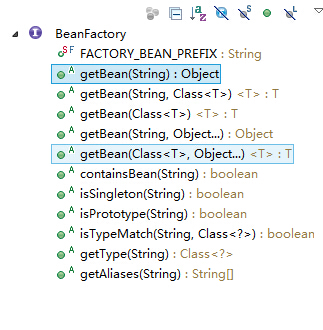 BeanFactory
FACTORY_BEAN_PREFIX : String
getBean(String) : Object
getBean(String, Class<T>) <T> : T
getBean(Class<T>) <T> : T
getBean(String, Object...) : Object
getBean(Class<T>, Object...) <T> : T
containsBean(String) : boolean
isSingleton(String) : boolean
isPrototype(String) : boolean
isTypeMatch(String, Class<?>) : boolean
getType(String) : Class<?>
getAliases(String) : String[]